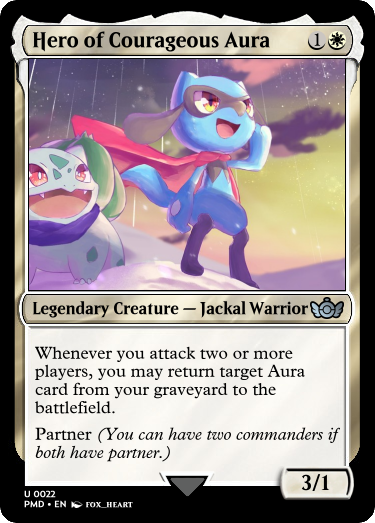 Hero of Courageous Aura 1
Legendary Creature — Jackal Warrior
Whenever you attack two or more
players, you may return target Aura
card from your graveyard to the
battlefield.
Partner (You can have two commanders if
both have partner.)
3/1
U 0022
PMD • EN FOX_HEART